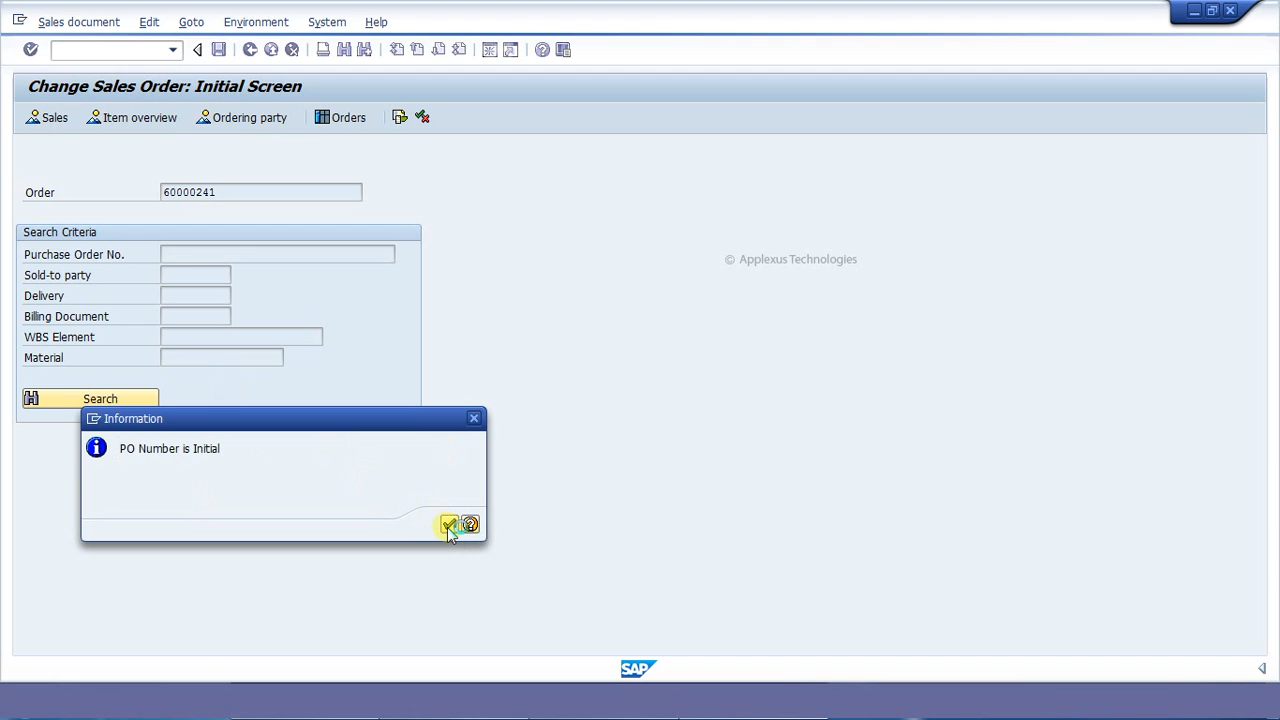 Sales document Edit Goto Environment System Help
Change Sales Order: Initial Screen
Sales Item overview Ordering party Orders
Order 60000241
Search Criteria
Purchase Order No.
© Applexus Technologies
Sold-to party
Delivery
Billing Document
WBS Element
Material
Search
Information
PO Number is Initial
SAP